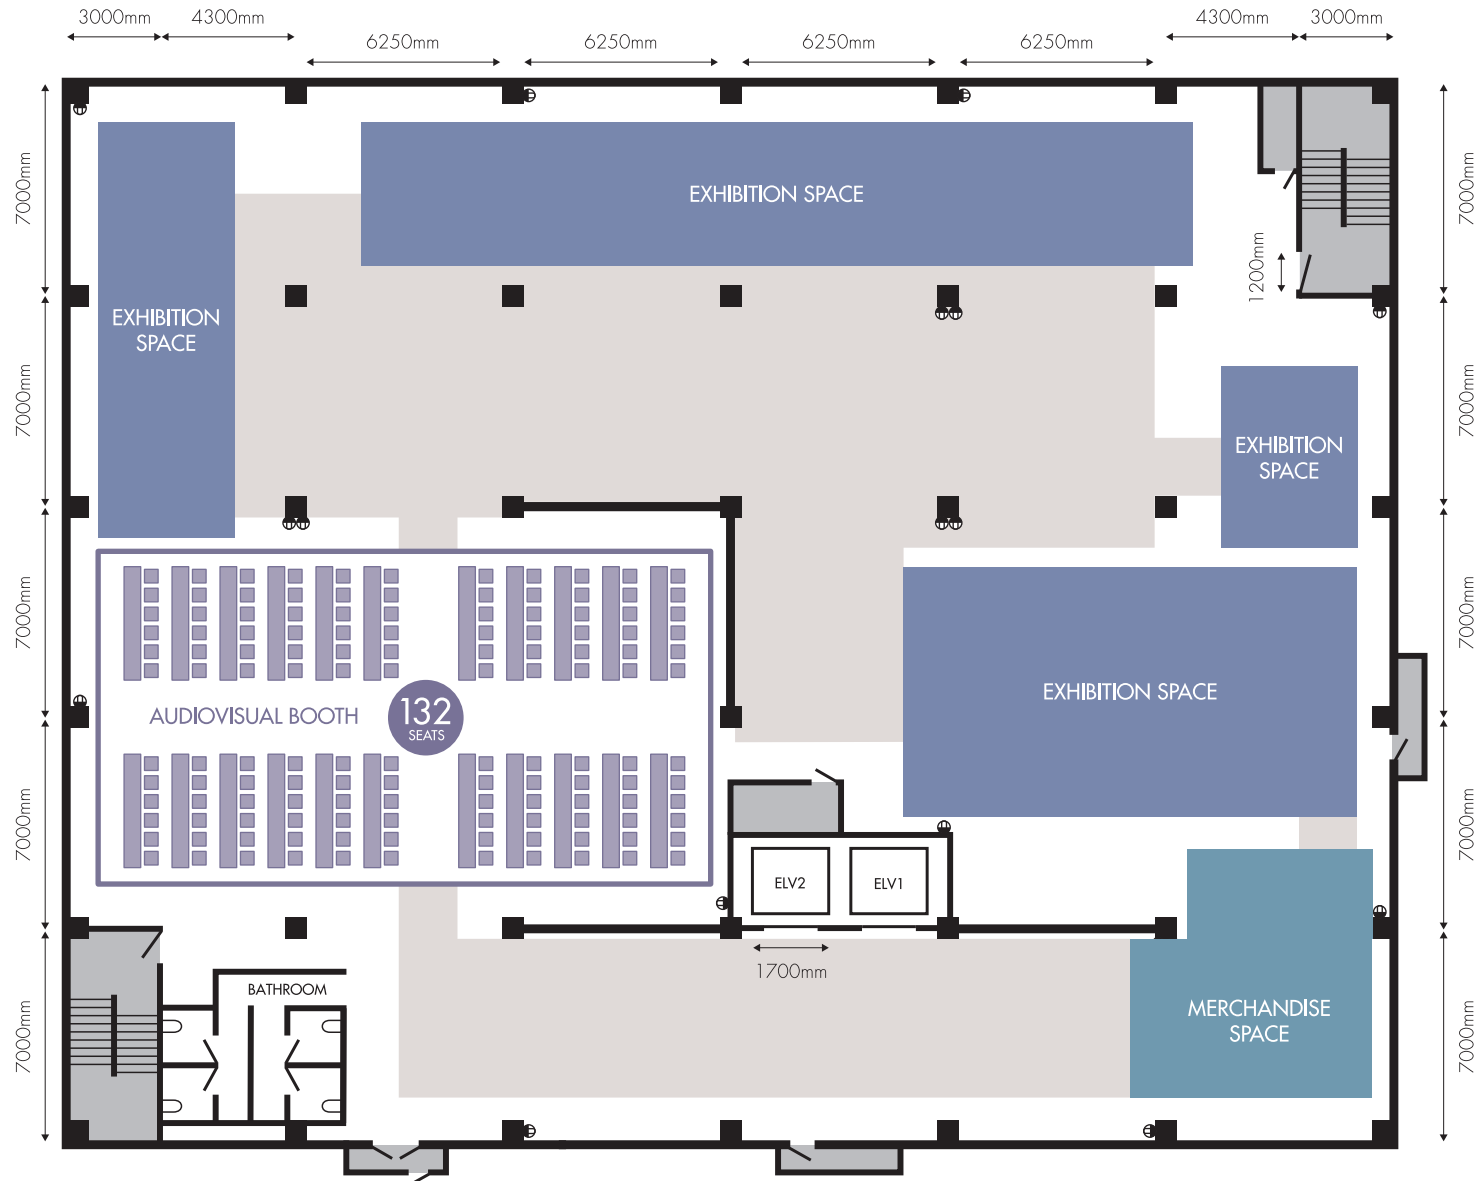 3000mm
4300mm
6250mm
6250mm
6250mm
6250mm
4300mm
3000mm
7000mm
7000mm
7000mm
7000mm
7000mm
EXHIBITION SPACE
EXHIBITION
SPACE
1200mm
EXHIBITION
SPACE
EXHIBITION SPACE
AUDIOVISUAL BOOTH
132
SEATS
ELV2
ELV1
1700mm
BATHROOM
MERCHANDISE
SPACE
7000mm
7000mm
7000mm
7000mm
7000mm